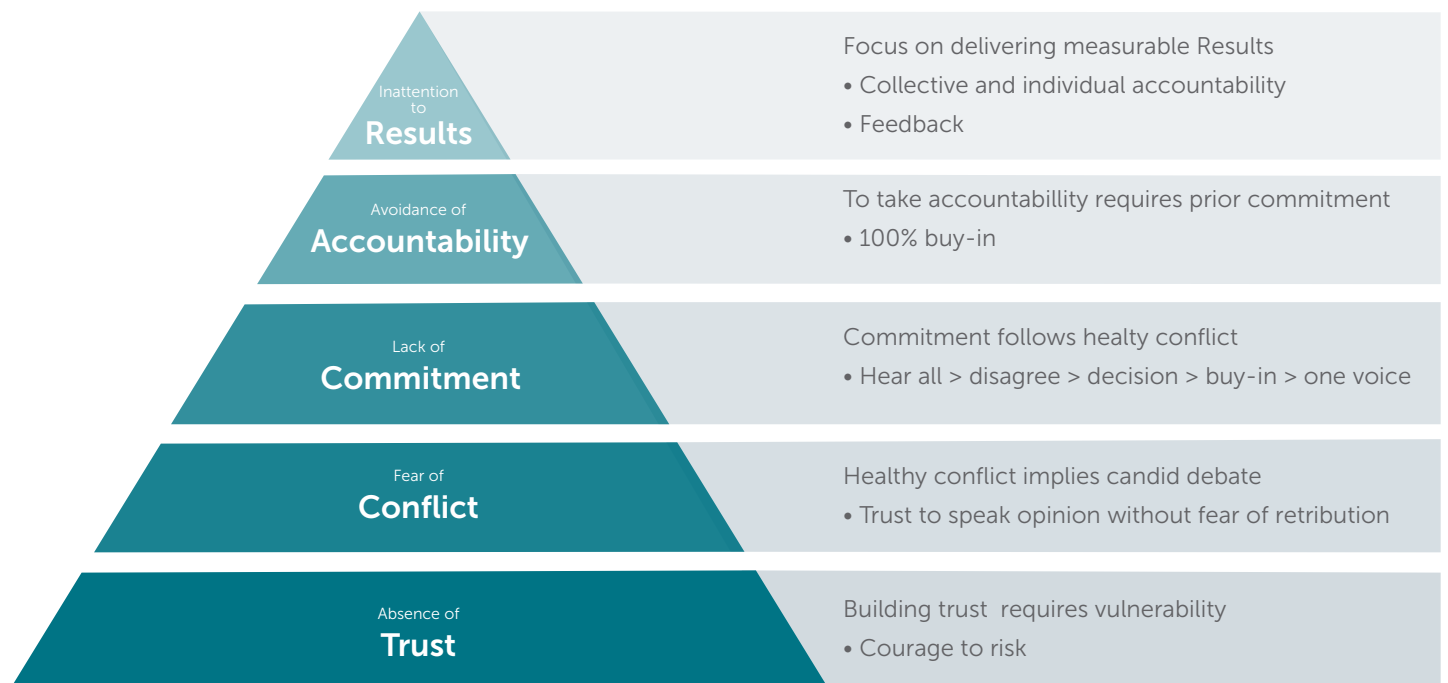 Inattention
to
Results
Focus on delivering measurable Results
• Collective and individual accountability
• Feedback
Avoidance of
Accountability
To take accountabillity requires prior commitment
• 100% buy-in
Lack of
Commitment
Commitment follows healty conflict
• Hear all > disagree > decision > buy-in > one voice
Fear of
Conflict
Healthy conflict implies candid debate
• Trust to speak opinion without fear of retribution
Absence of
Trust
Building trust  requires vulnerability
• Courage to risk